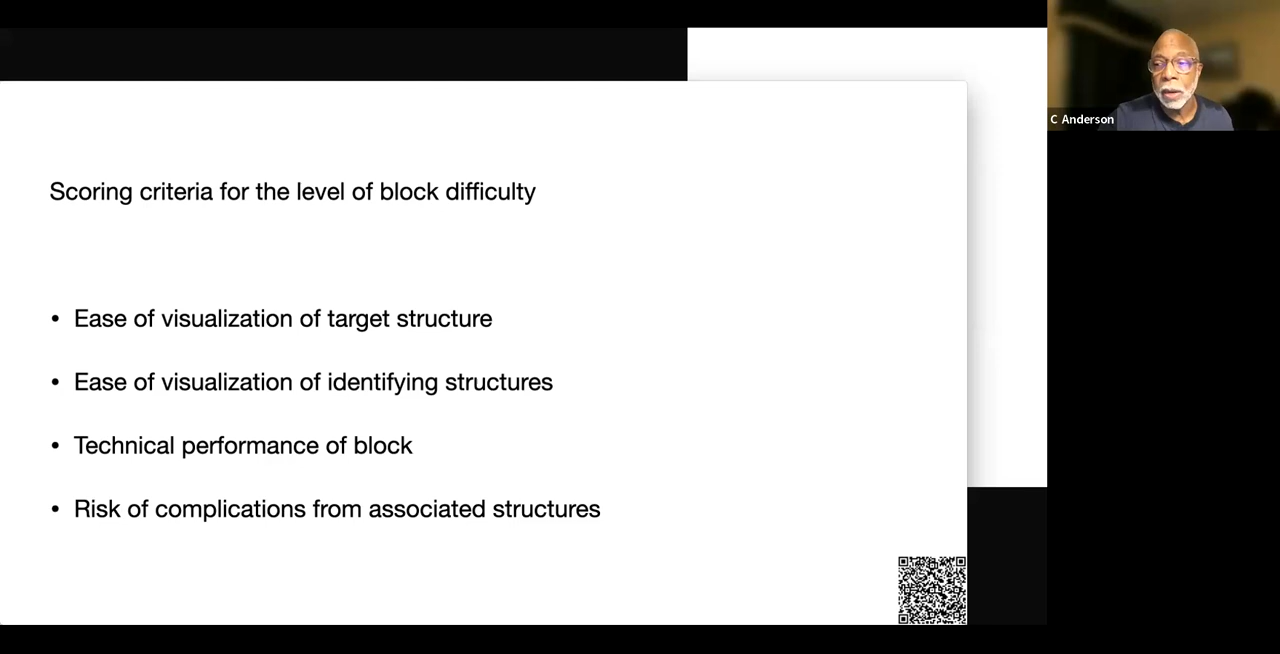 Scoring criteria for the level of block difficulty
• Ease of visualization of target structure
• Ease of visualization of identifying structures
• Technical performance of block
• Risk of complications from associated structures
C Anderson